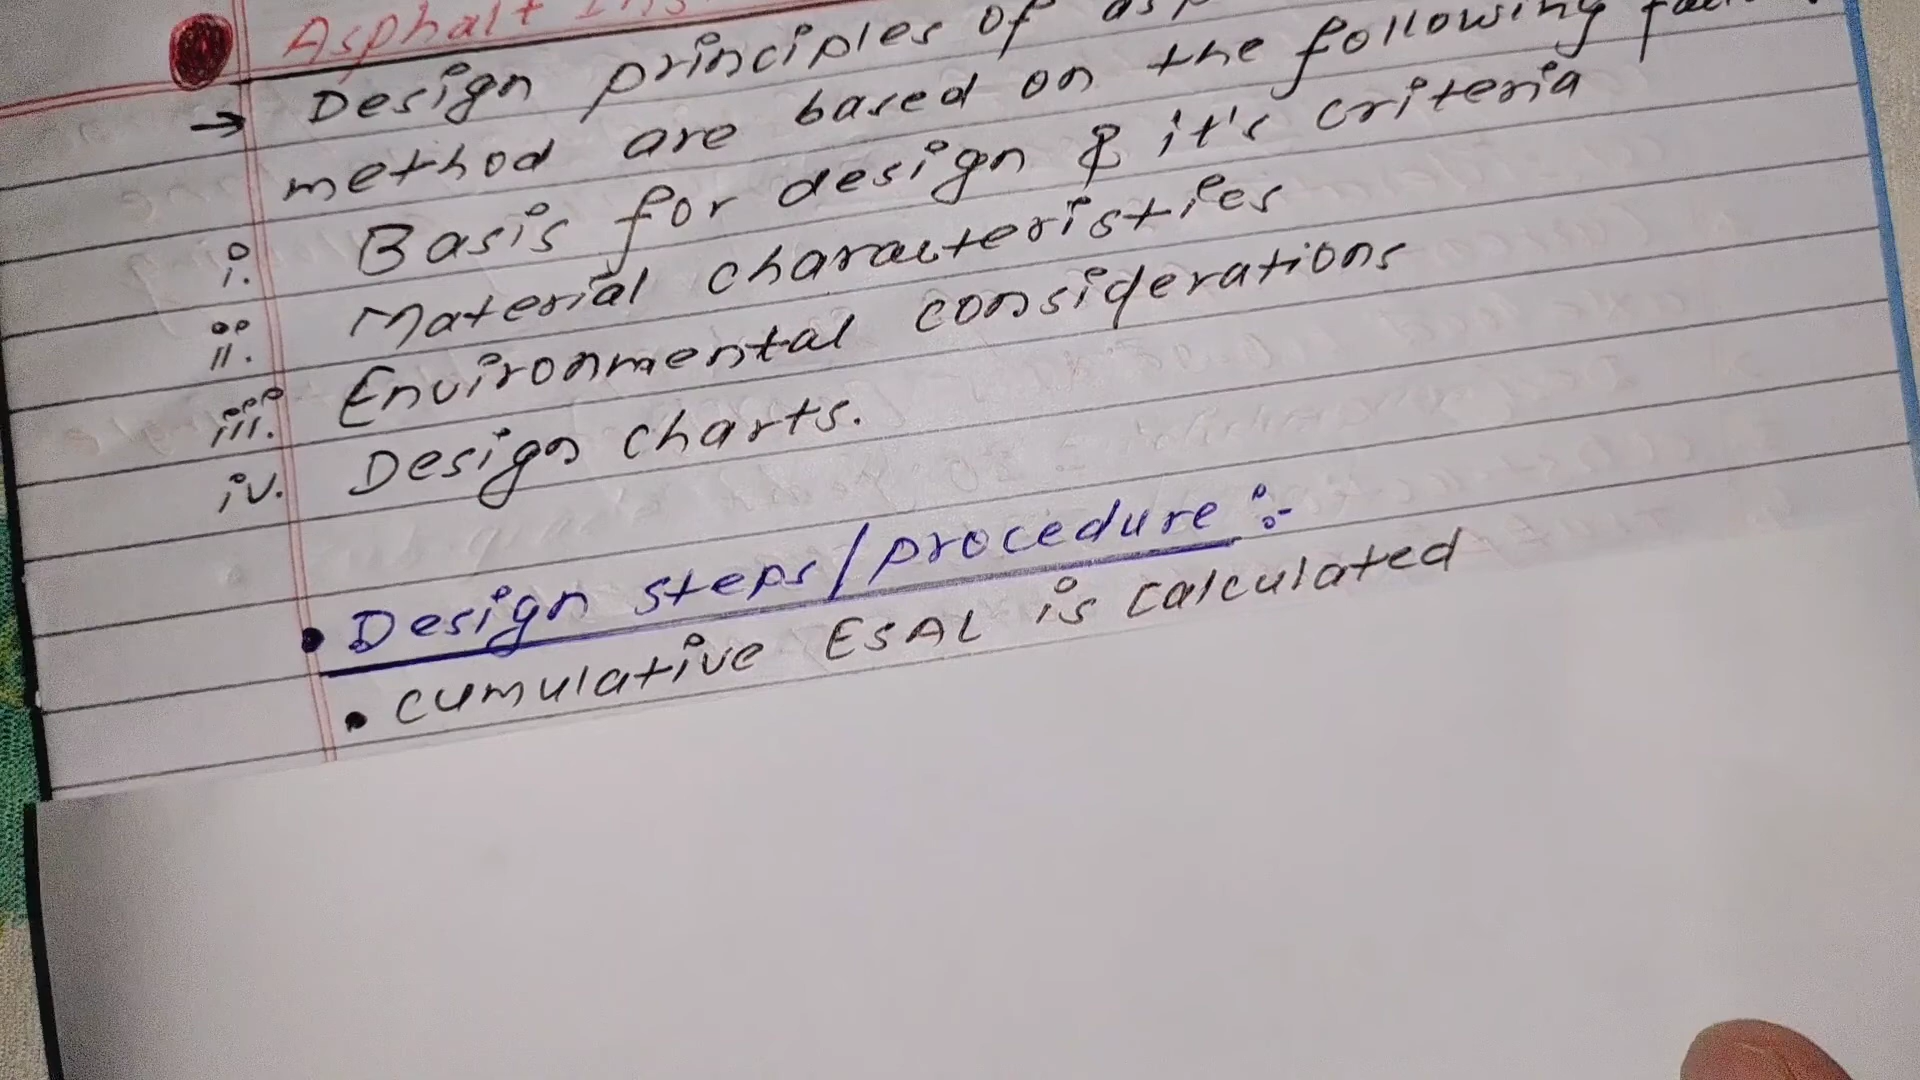 Asphalt
→ Design principles of
method are based on the following
i. Basis for design & it's criteria
ii. Material characteristics
iii. Environmental considerations
iv. Design charts.
• Design steps/procedure :-
• cumulative ESAL is calculated